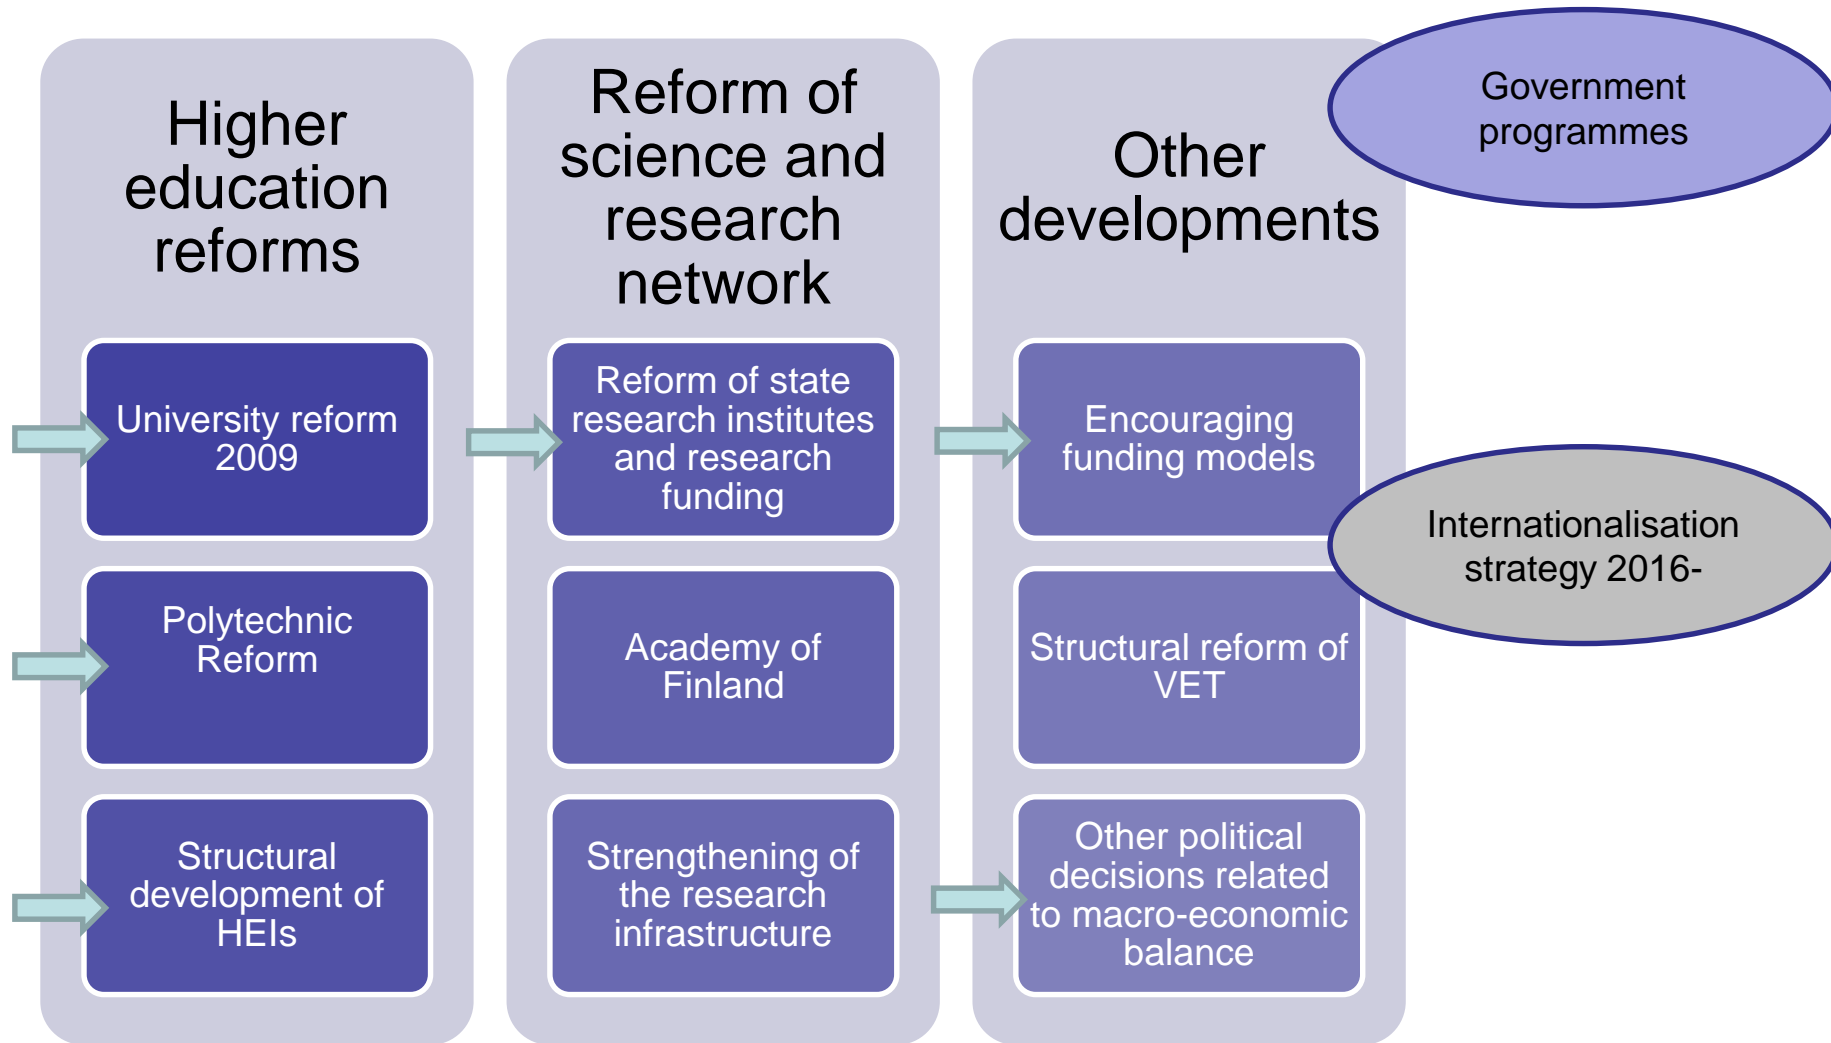 Higher
education
reforms
University reform
2009
Polytechnic
Reform
Structural
development of
HEIs
Reform of
science and
research
network
Reform of state
research institutes
and research
funding
Academy of
Finland
Strengthening of
the research
infrastructure
Other
developments
Encouraging
funding models
Structural reform of
VET
Other political
decisions related
to macro-economic
balance
Government
programmes
Internationalisation
strategy 2016-